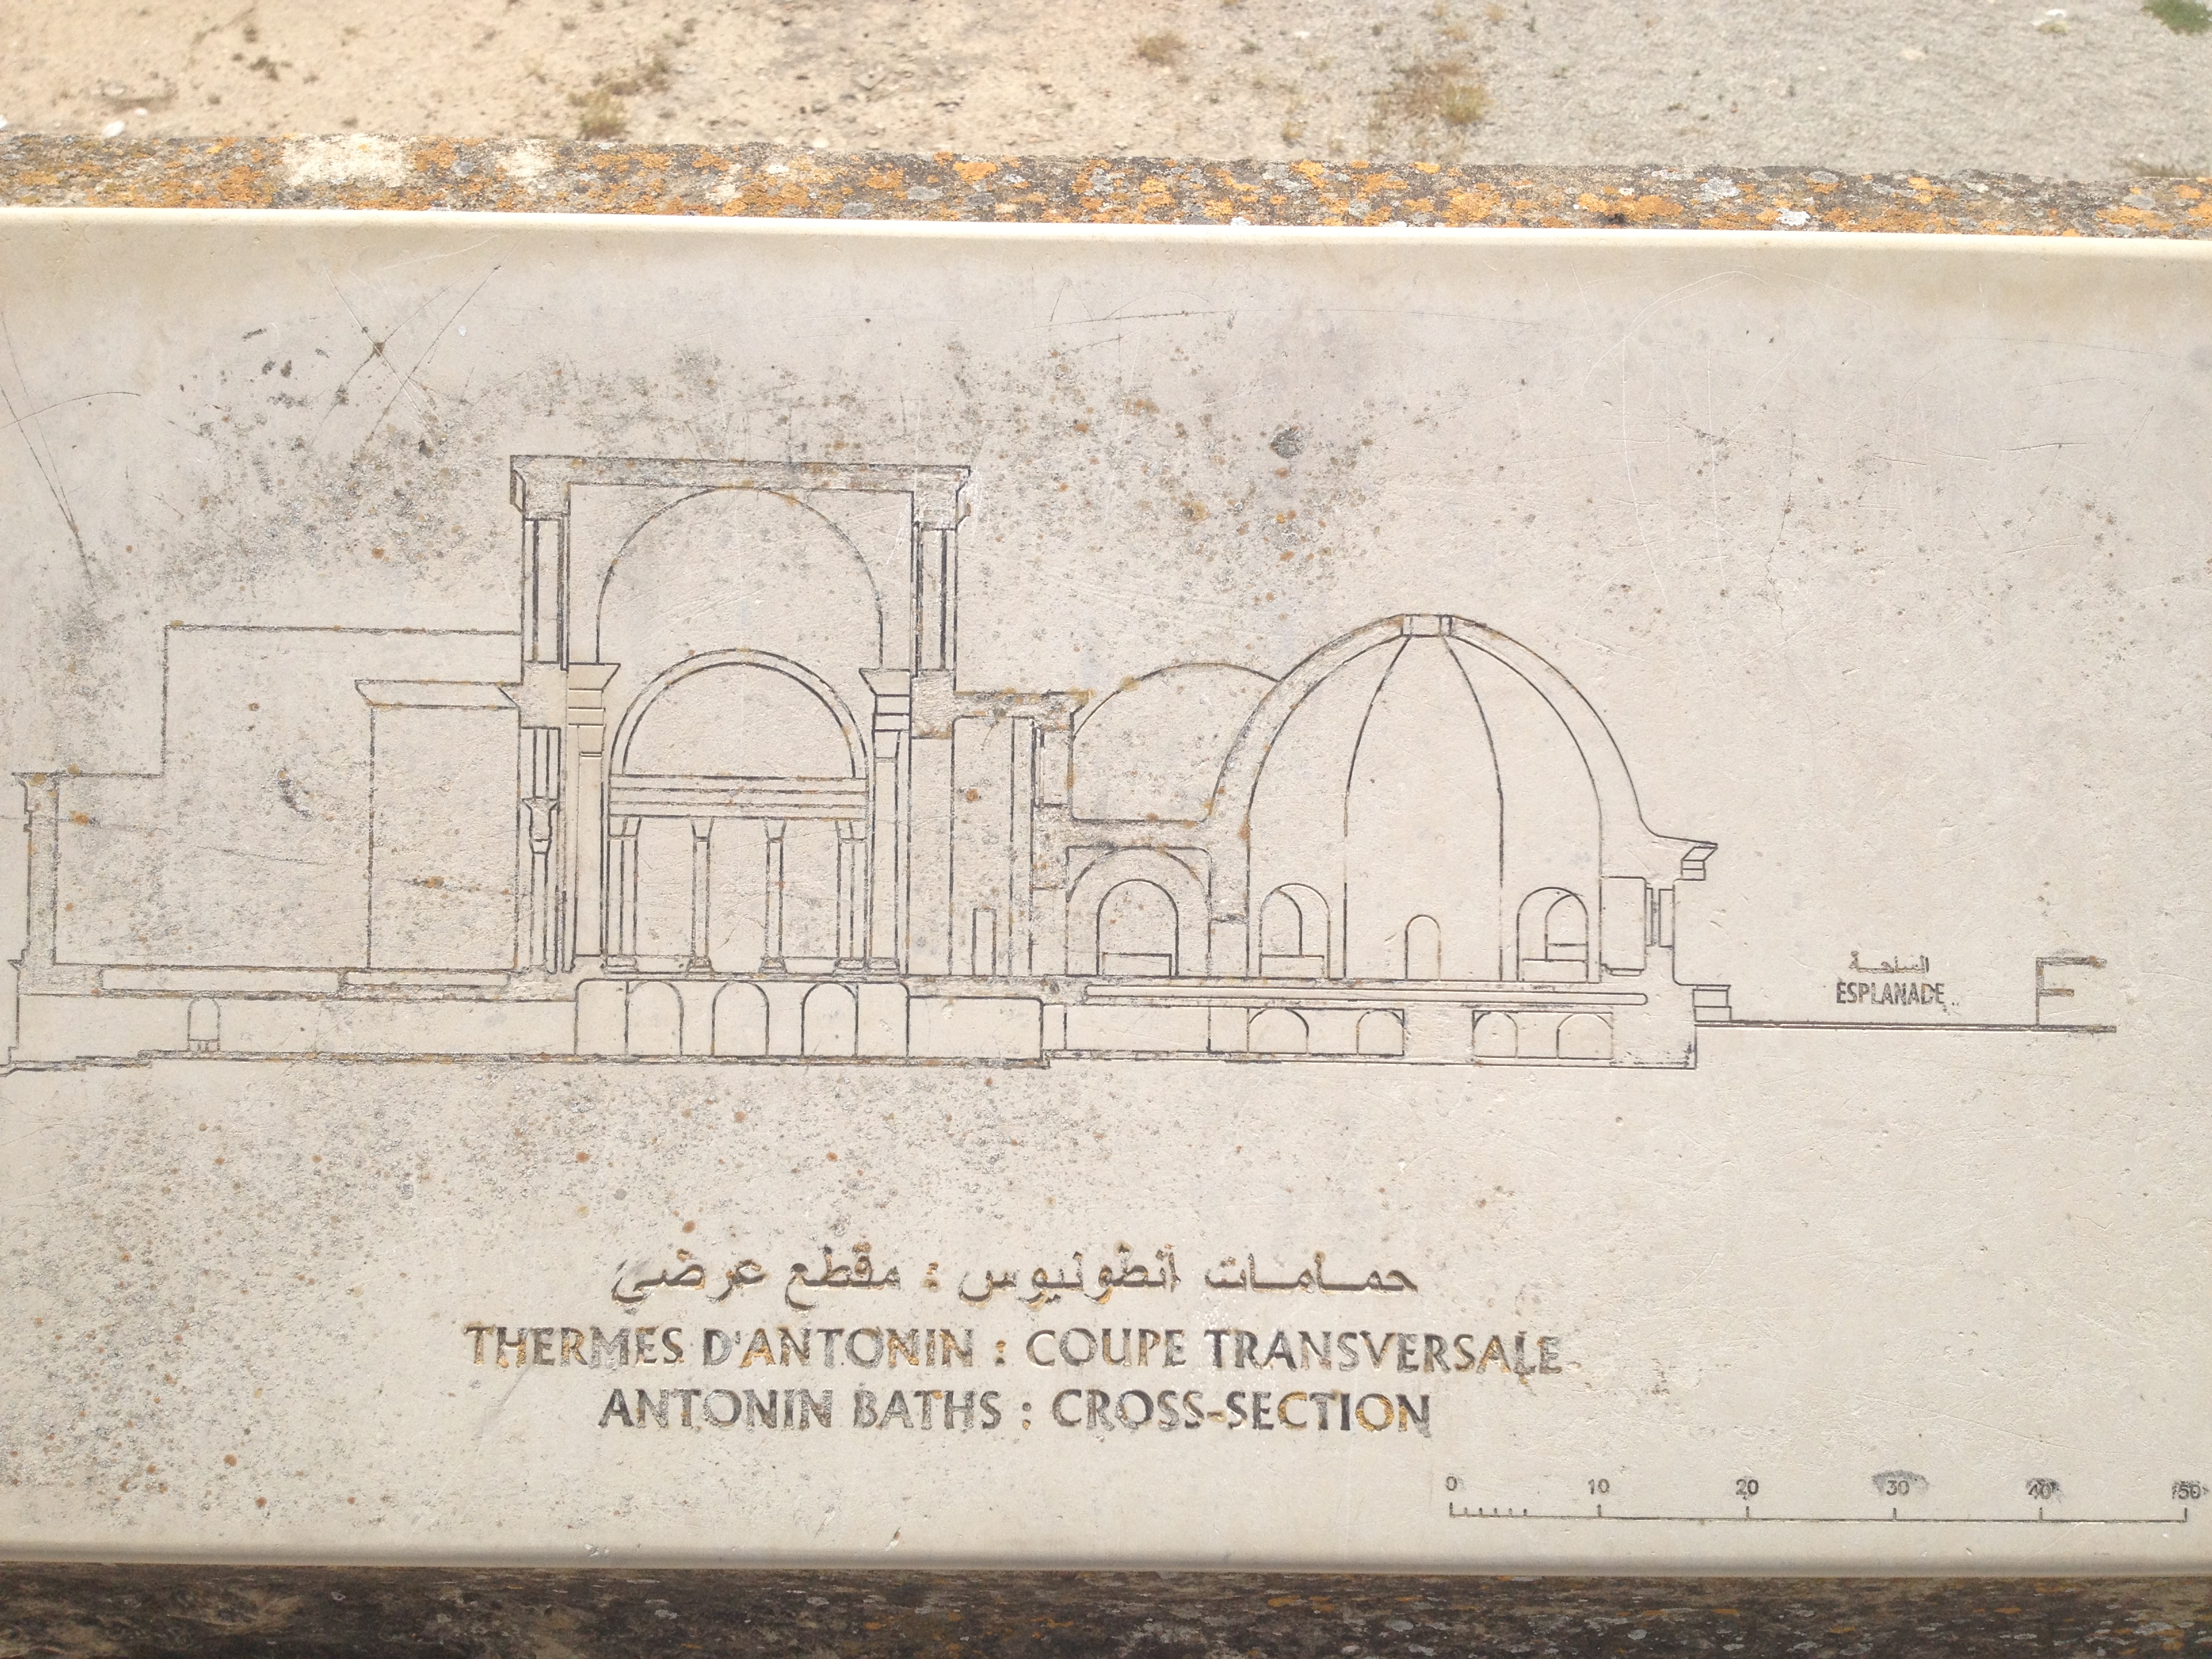 الساحة
ESPLANADE
حمامات أنطونيوس : مقطع عرضي
THERMES D'ANTONIN : COUPE TRANSVERSALE
ANTONIN BATHS : CROSS-SECTION
0 10 20 30 40 50